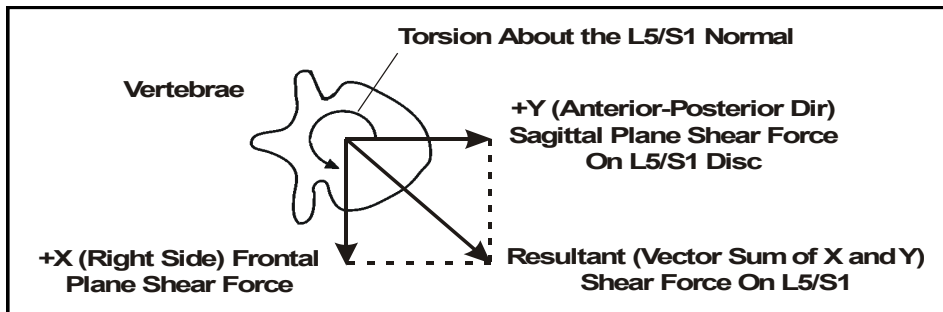 Torsion About the L5/S1 Normal
Vertebrae
+Y (Anterior-Posterior Dir)
Sagittal Plane Shear Force
On L5/S1 Disc
+X (Right Side) Frontal
Plane Shear Force
Resultant (Vector Sum of X and Y)
Shear Force On L5/S1